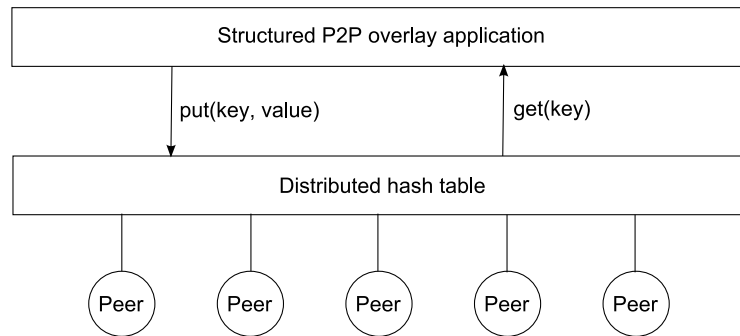 Structured P2P overlay application
put(key, value)
get(key)
Distributed hash table
Peer
Peer
Peer
Peer
Peer